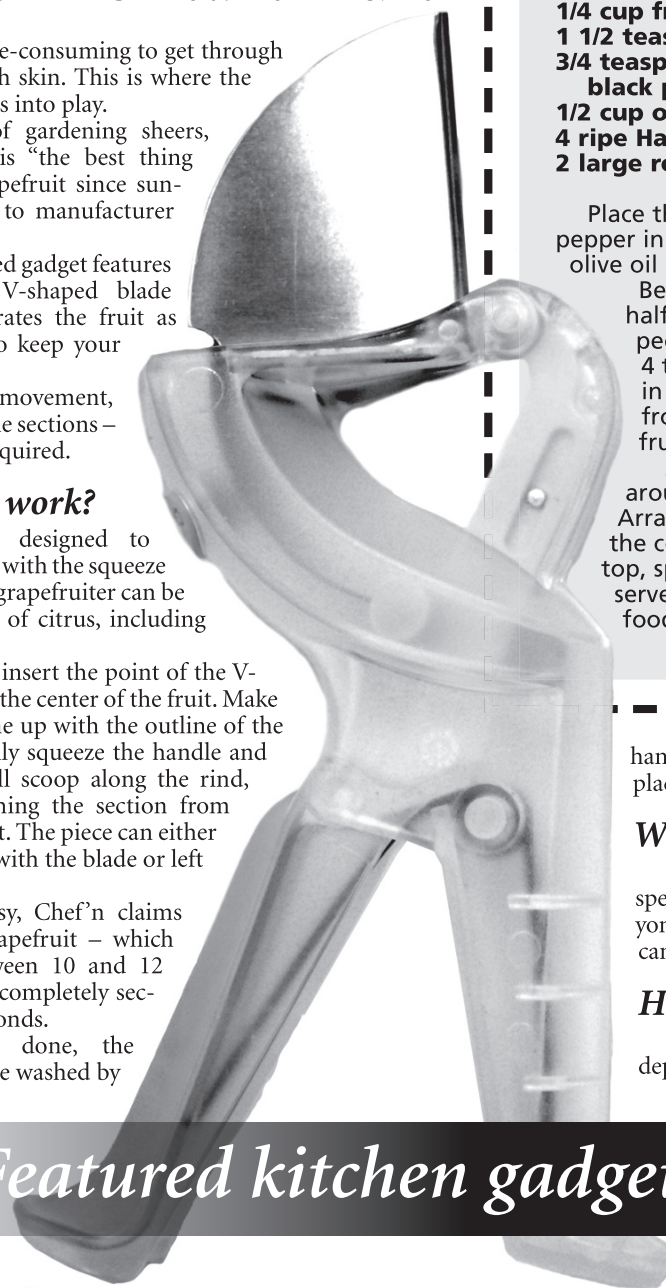 e-consuming to get through
h skin. This is where the
s into play.
of gardening sheers,
is “the best thing
pefruit since sun-
to manufacturer
ed gadget features
V-shaped blade
rates the fruit as
o keep your
movement,
e sections –
quired.
work?
designed to
with the squeeze
grapefruiter can be
of citrus, including
insert the point of the V-
the center of the fruit. Make
ne up with the outline of the
lly squeeze the handle and
ll scoop along the rind,
ning the section from
t. The piece can either
with the blade or left
sy, Chef’n claims
apefruit – which
ween 10 and 12
completely sec-
onds.
done, the
e washed by
1/4 cup fr
1 1/2 teas
3/4 teasp
black p
1/2 cup o
4 ripe Ha
2 large re
Place th
pepper in
olive oil
Be
half
pee
4 t
in
fro
fru
arou
Arra
the c
top, sp
serve
food
han
plac
W
spe
yon
can
H
dep
Featured kitchen gadget